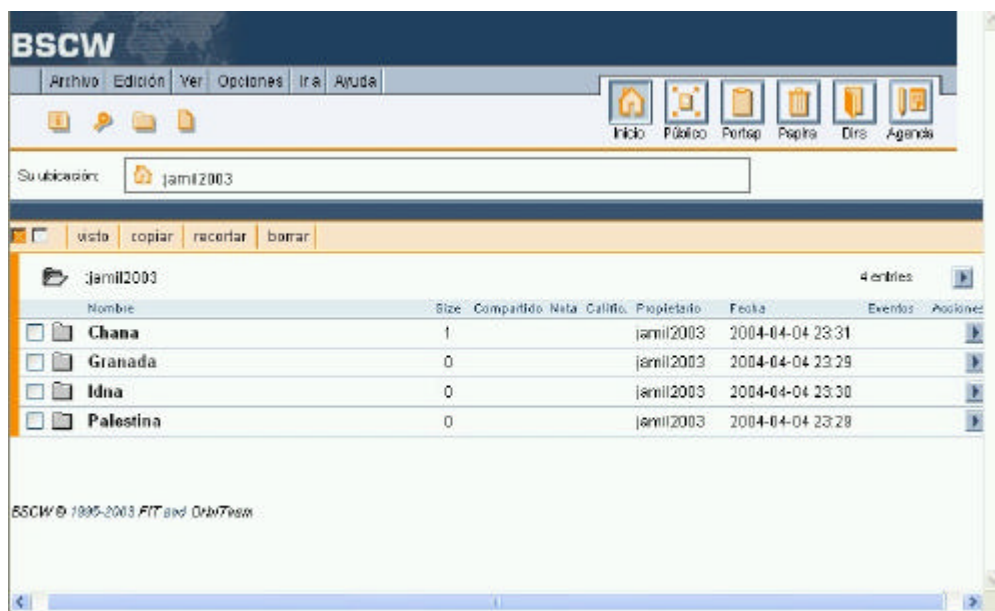 BSCW
Archivo Edición Ver Opciones Ir a Ayuda
Inicio Público Portap Paplra Dirs Agenda
Su ubicación: :jamil2003
visto copiar recortar borrar
:jamil2003 4 entries
Nombre Size Compartido Nota Califlo. Propietario Fecha Eventos Acciones
Chana 1 jamil2003 2004-04-04 23:31
Granada 0 jamil2003 2004-04-04 23:29
Idna 0 jamil2003 2004-04-04 23:30
Palestina 0 jamil2003 2004-04-04 23:29
BSCW © 1995-2003 FIT and OrbiTeam